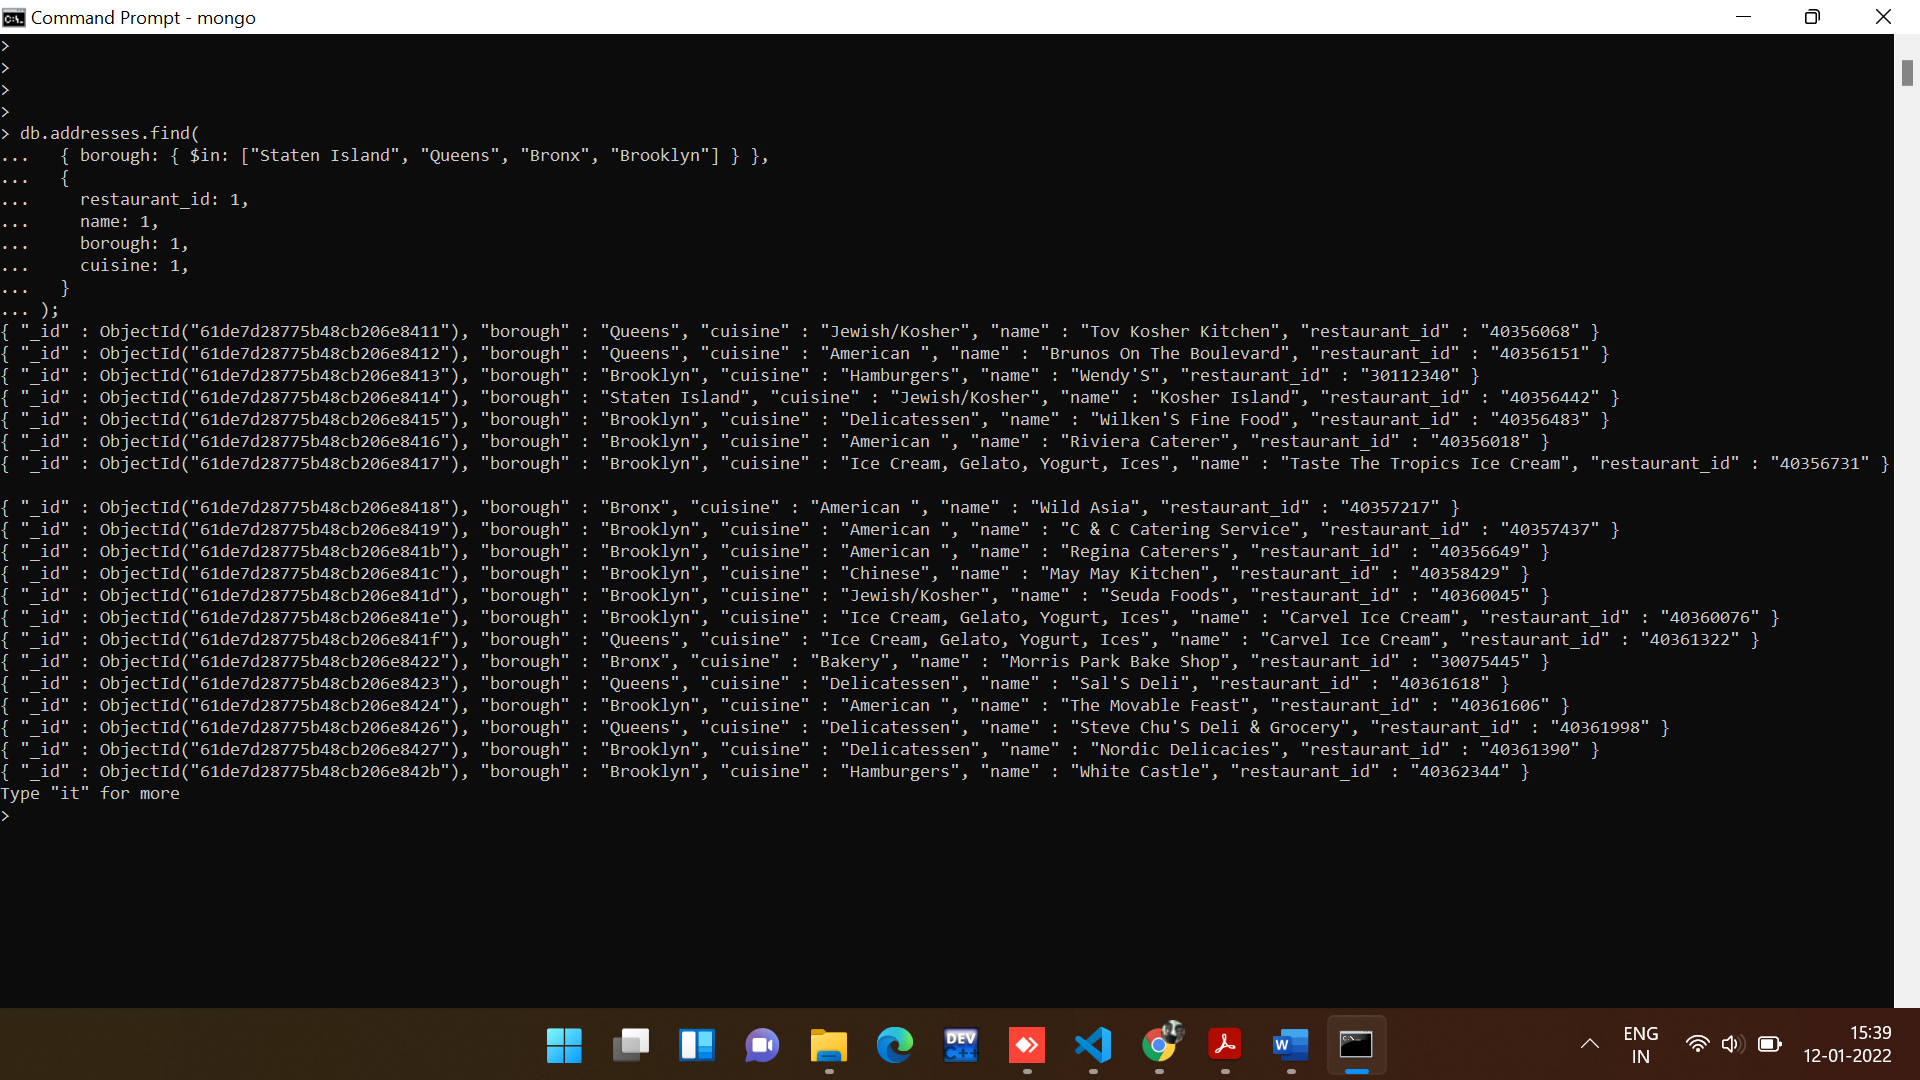 Command Prompt - mongo
>
>
>
>
> db.addresses.find(
...   { borough: { $in: ["Staten Island", "Queens", "Bronx", "Brooklyn"] } },
...   {
...     restaurant_id: 1,
...     name: 1,
...     borough: 1,
...     cuisine: 1,
...   }
... );
{ "_id" : ObjectId("61de7d28775b48cb206e8411"), "borough" : "Queens", "cuisine" : "Jewish/Kosher", "name" : "Tov Kosher Kitchen", "restaurant_id" : "40356068" }
{ "_id" : ObjectId("61de7d28775b48cb206e8412"), "borough" : "Queens", "cuisine" : "American ", "name" : "Brunos On The Boulevard", "restaurant_id" : "40356151" }
{ "_id" : ObjectId("61de7d28775b48cb206e8413"), "borough" : "Brooklyn", "cuisine" : "Hamburgers", "name" : "Wendy'S", "restaurant_id" : "30112340" }
{ "_id" : ObjectId("61de7d28775b48cb206e8414"), "borough" : "Staten Island", "cuisine" : "Jewish/Kosher", "name" : "Kosher Island", "restaurant_id" : "40356442" }
{ "_id" : ObjectId("61de7d28775b48cb206e8415"), "borough" : "Brooklyn", "cuisine" : "Delicatessen", "name" : "Wilken'S Fine Food", "restaurant_id" : "40356483" }
{ "_id" : ObjectId("61de7d28775b48cb206e8416"), "borough" : "Brooklyn", "cuisine" : "American ", "name" : "Riviera Caterer", "restaurant_id" : "40356018" }
{ "_id" : ObjectId("61de7d28775b48cb206e8417"), "borough" : "Brooklyn", "cuisine" : "Ice Cream, Gelato, Yogurt, Ices", "name" : "Taste The Tropics Ice Cream", "restaurant_id" : "40356731" }
{ "_id" : ObjectId("61de7d28775b48cb206e8418"), "borough" : "Bronx", "cuisine" : "American ", "name" : "Wild Asia", "restaurant_id" : "40357217" }
{ "_id" : ObjectId("61de7d28775b48cb206e8419"), "borough" : "Brooklyn", "cuisine" : "American ", "name" : "C & C Catering Service", "restaurant_id" : "40357437" }
{ "_id" : ObjectId("61de7d28775b48cb206e841b"), "borough" : "Brooklyn", "cuisine" : "American ", "name" : "Regina Caterers", "restaurant_id" : "40356649" }
{ "_id" : ObjectId("61de7d28775b48cb206e841c"), "borough" : "Brooklyn", "cuisine" : "Chinese", "name" : "May May Kitchen", "restaurant_id" : "40358429" }
{ "_id" : ObjectId("61de7d28775b48cb206e841d"), "borough" : "Brooklyn", "cuisine" : "Jewish/Kosher", "name" : "Seuda Foods", "restaurant_id" : "40360045" }
{ "_id" : ObjectId("61de7d28775b48cb206e841e"), "borough" : "Brooklyn", "cuisine" : "Ice Cream, Gelato, Yogurt, Ices", "name" : "Carvel Ice Cream", "restaurant_id" : "40360076" }
{ "_id" : ObjectId("61de7d28775b48cb206e841f"), "borough" : "Queens", "cuisine" : "Ice Cream, Gelato, Yogurt, Ices", "name" : "Carvel Ice Cream", "restaurant_id" : "40361322" }
{ "_id" : ObjectId("61de7d28775b48cb206e8422"), "borough" : "Bronx", "cuisine" : "Bakery", "name" : "Morris Park Bake Shop", "restaurant_id" : "30075445" }
{ "_id" : ObjectId("61de7d28775b48cb206e8423"), "borough" : "Queens", "cuisine" : "Delicatessen", "name" : "Sal'S Deli", "restaurant_id" : "40361618" }
{ "_id" : ObjectId("61de7d28775b48cb206e8424"), "borough" : "Brooklyn", "cuisine" : "American ", "name" : "The Movable Feast", "restaurant_id" : "40361606" }
{ "_id" : ObjectId("61de7d28775b48cb206e8426"), "borough" : "Queens", "cuisine" : "Delicatessen", "name" : "Steve Chu'S Deli & Grocery", "restaurant_id" : "40361998" }
{ "_id" : ObjectId("61de7d28775b48cb206e8427"), "borough" : "Brooklyn", "cuisine" : "Delicatessen", "name" : "Nordic Delicacies", "restaurant_id" : "40361390" }
{ "_id" : ObjectId("61de7d28775b48cb206e842b"), "borough" : "Brooklyn", "cuisine" : "Hamburgers", "name" : "White Castle", "restaurant_id" : "40362344" }
Type "it" for more
>
DEV
C++
W
ENG
IN
15:39
12-01-2022